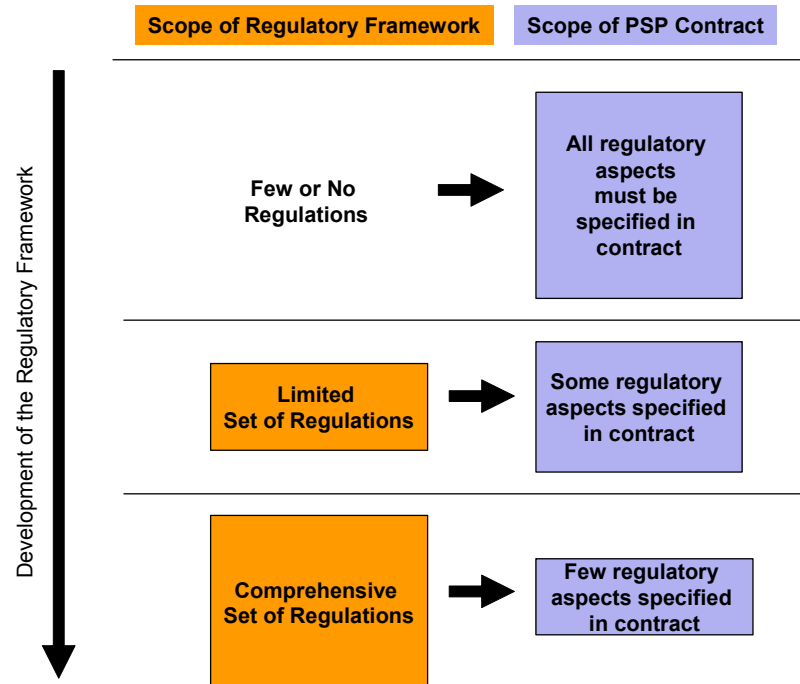 Scope of Regulatory Framework
Scope of PSP Contract
Development of the Regulatory Framework
Few or No
Regulations
All regulatory
aspects
must be
specified in
contract
Limited
Set of Regulations
Some regulatory
aspects specified
in contract
Comprehensive
Set of Regulations
Few regulatory
aspects specified
in contract